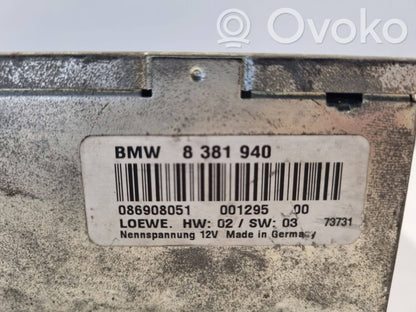 Ovoko
BMW 8 381 940
086908051 001295 00
LOEWE. HW: 02 / SW: 03 73731
Nennspannung 12V Made in Germany